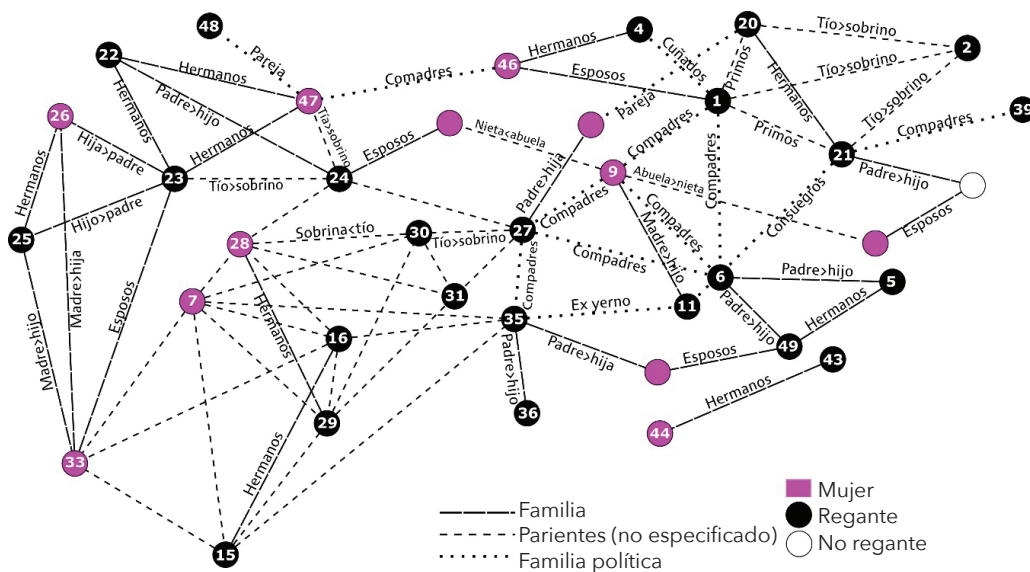 48
4
20
2
22
Hermanos
Cuñados
Tío>sobrino
Pareja
46
Esposos
Primos
Tío>sobrino
Hermanos
Comadres
47
1
39
26
Hermanos
Padre>hijo
Tío>sobrino
Pareja
Hermanos
Tío>sobrino
Compadres
Esposos
Nieta<abuela
Compadres
Primos
21
Hermanos
Hija>padre
Hermanos
23
Tío>sobrino
24
Padre>hija
9
Abuela>nieta
Padre>hijo
Compadres
Hijo>padre
25
28
Sobrina<tío
30
Tío>sobrino
27
Compadres
Madre>hijo
Compadres
Consuegros
Esposos
Madre>hija
Esposos
Compadres
6
Padre>hijo
5
7
31
Compadres
11
Hermanos
35
Ex yerno
Padre>hijo
Hermanos
Madre>hijo
16
Padre>hija
Esposos
49
43
Padre>hijo
36
Hermanos
29
44
33
Hermanos
15
Familia
Parientes (no especificado)
Familia política
Mujer
Regante
No regante